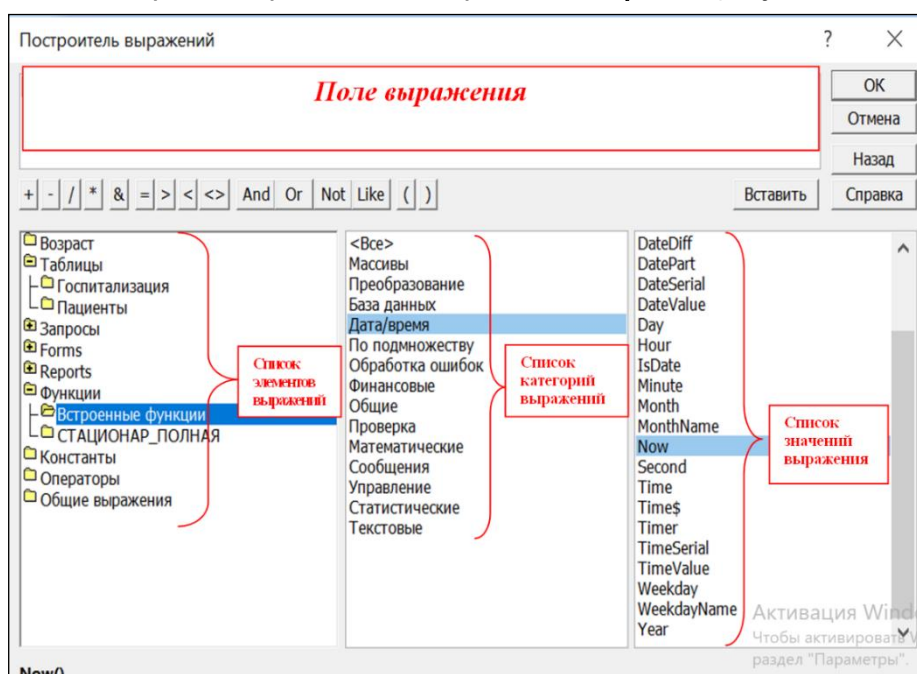 Построитель выражений
?
Поле выражения
OK
Отмена
Назад
+ - / * & = > < <> And Or Not Like ( )
Вставить
Справка
Возраст
Таблицы
Госпитализация
Пациенты
Запросы
Forms
Reports
Функции
Встроенные функции
СТАЦИОНАР_ПОЛНАЯ
Константы
Операторы
Общие выражения
Список
элементов
выражений
<Все>
Массивы
Преобразование
База данных
Дата/время
По подмножеству
Обработка ошибок
Финансовые
Общие
Проверка
Математические
Сообщения
Управление
Статистические
Текстовые
Список
категорий
выражений
DateDiff
DatePart
DateSerial
DateValue
Day
Hour
IsDate
Minute
Month
MonthName
Now
Second
Time
Time$
Timer
TimeSerial
TimeValue
Weekday
WeekdayName
Year
Список
значений
выражения
Активация Windo
Чтобы активировать W
раздел "Параметры".
Now()